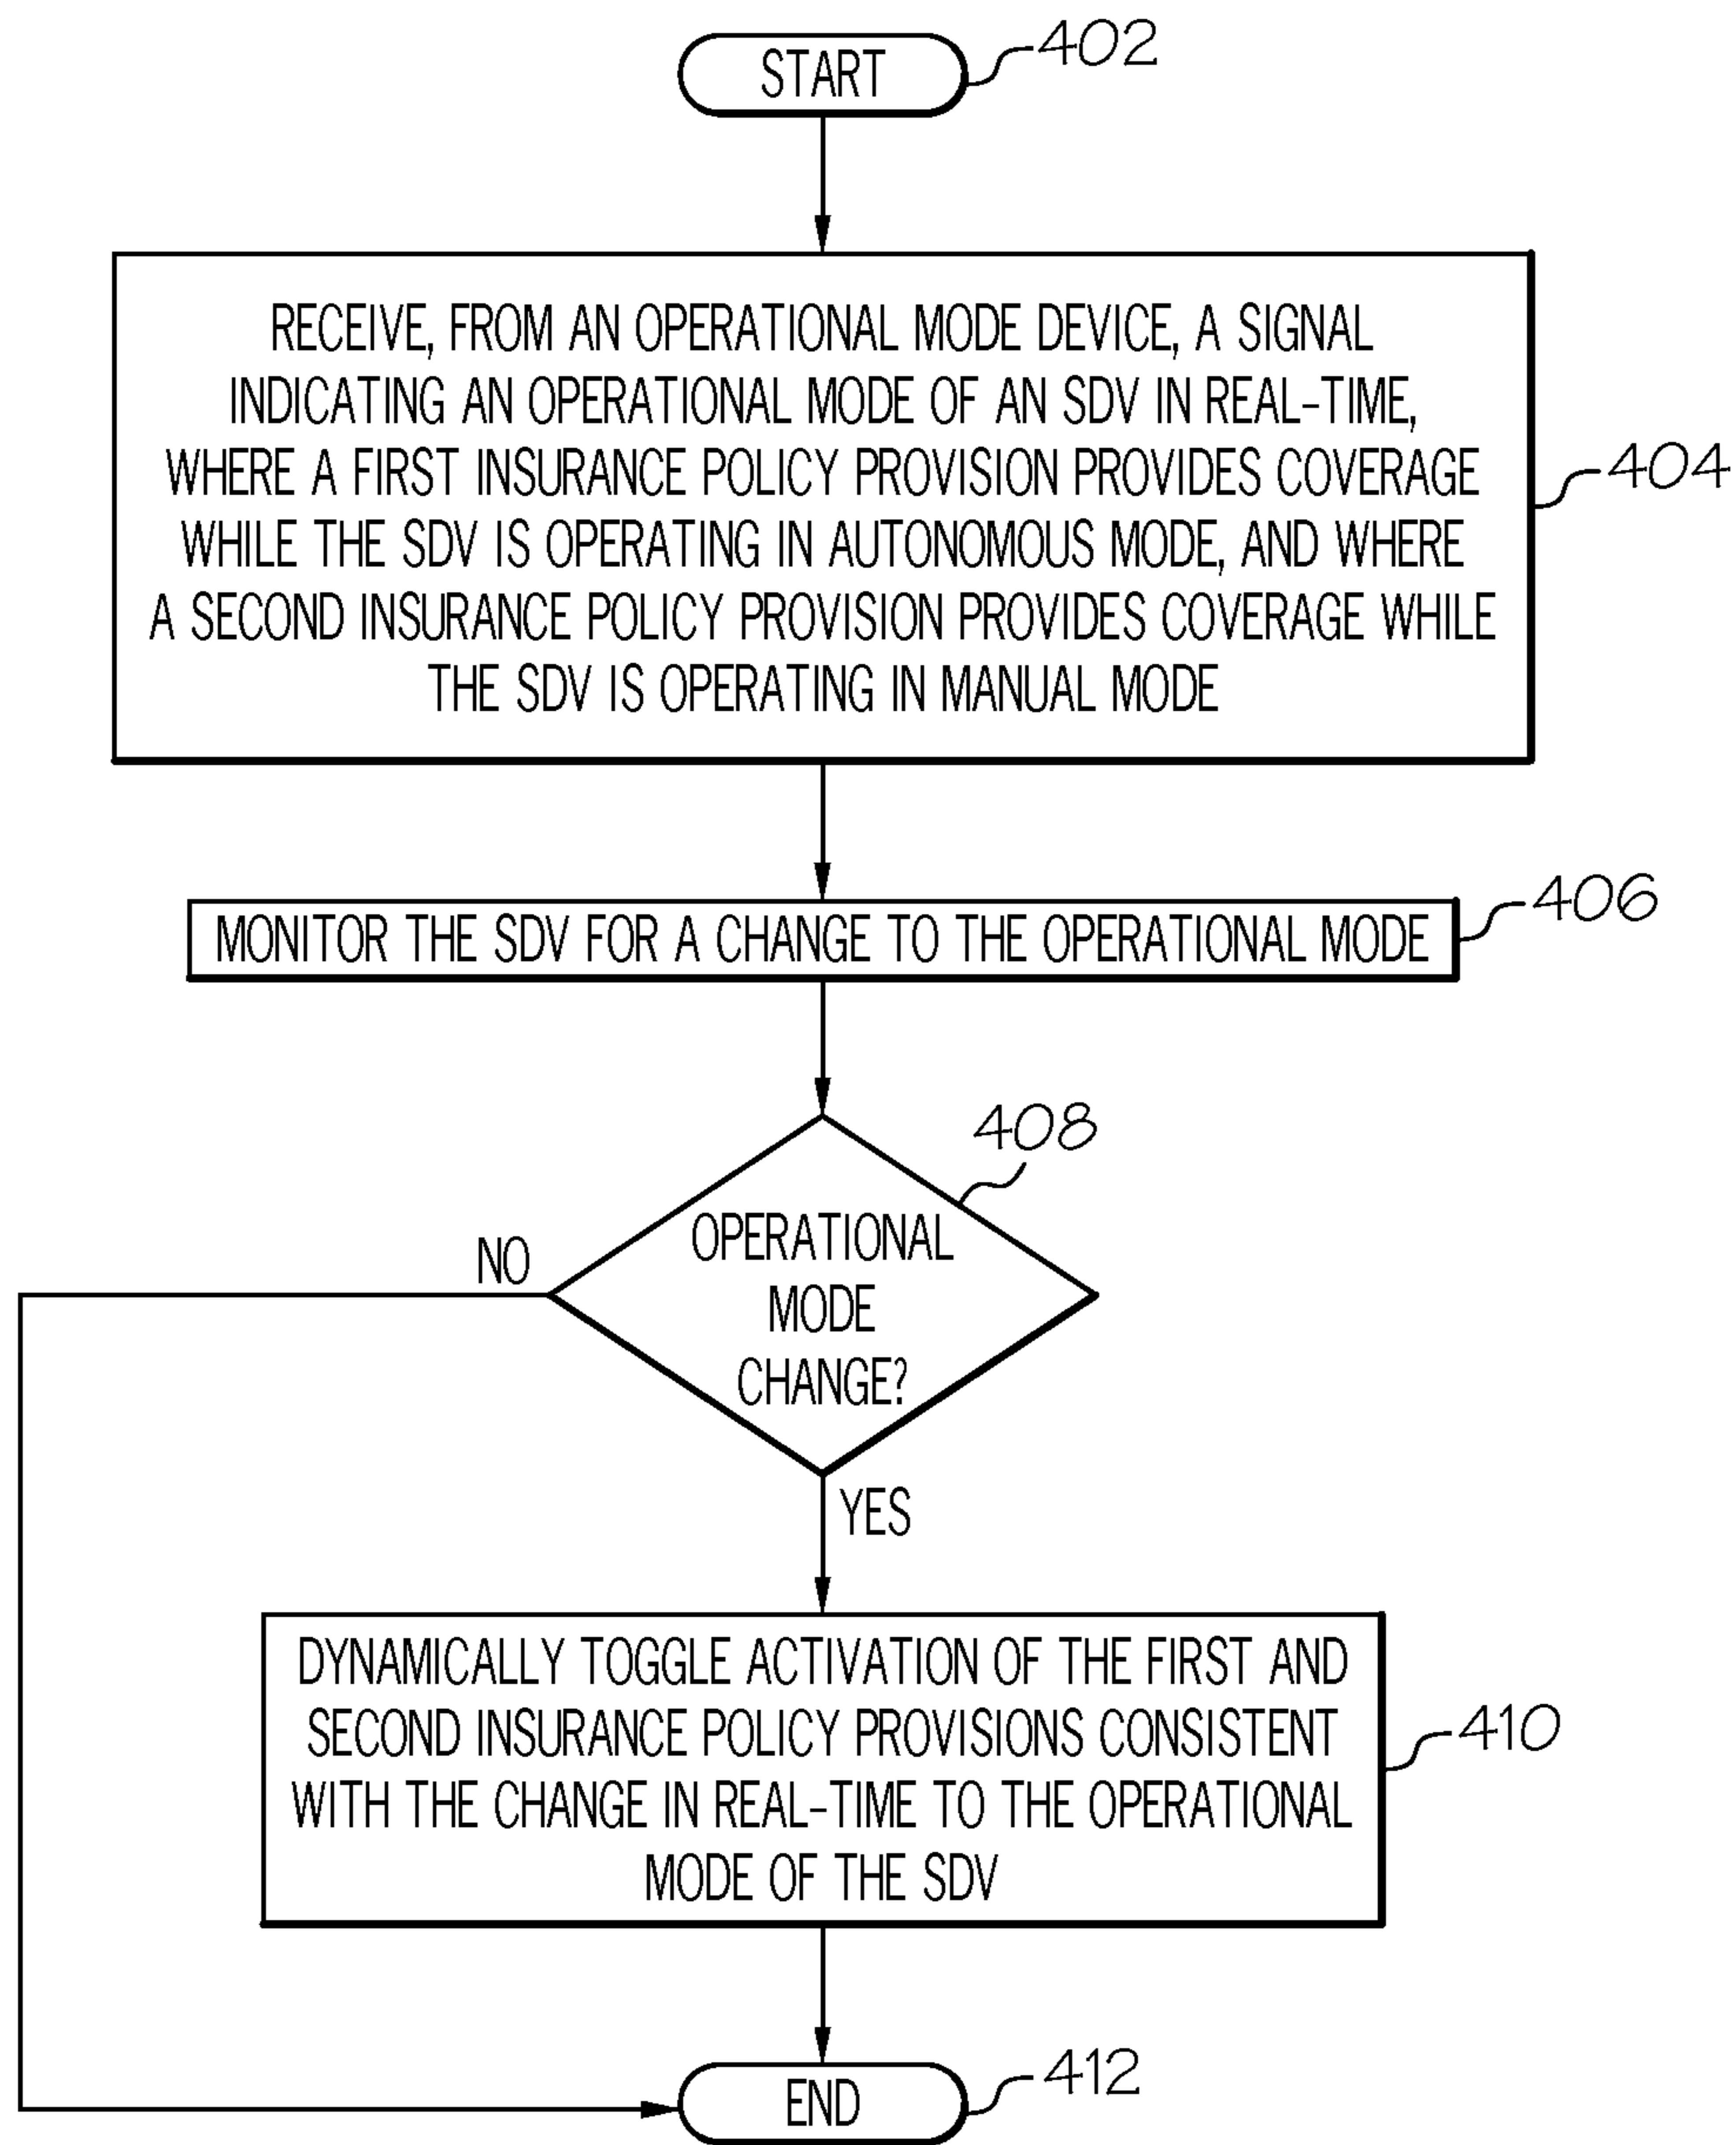 START
402
RECEIVE, FROM AN OPERATIONAL MODE DEVICE, A SIGNAL
INDICATING AN OPERATIONAL MODE OF AN SDV IN REAL-TIME,
WHERE A FIRST INSURANCE POLICY PROVISION PROVIDES COVERAGE
WHILE THE SDV IS OPERATING IN AUTONOMOUS MODE, AND WHERE
A SECOND INSURANCE POLICY PROVISION PROVIDES COVERAGE WHILE
THE SDV IS OPERATING IN MANUAL MODE
404
MONITOR THE SDV FOR A CHANGE TO THE OPERATIONAL MODE
406
408
OPERATIONAL
MODE
CHANGE?
NO
YES
DYNAMICALLY TOGGLE ACTIVATION OF THE FIRST AND
SECOND INSURANCE POLICY PROVISIONS CONSISTENT
WITH THE CHANGE IN REAL-TIME TO THE OPERATIONAL
MODE OF THE SDV
410
END
412